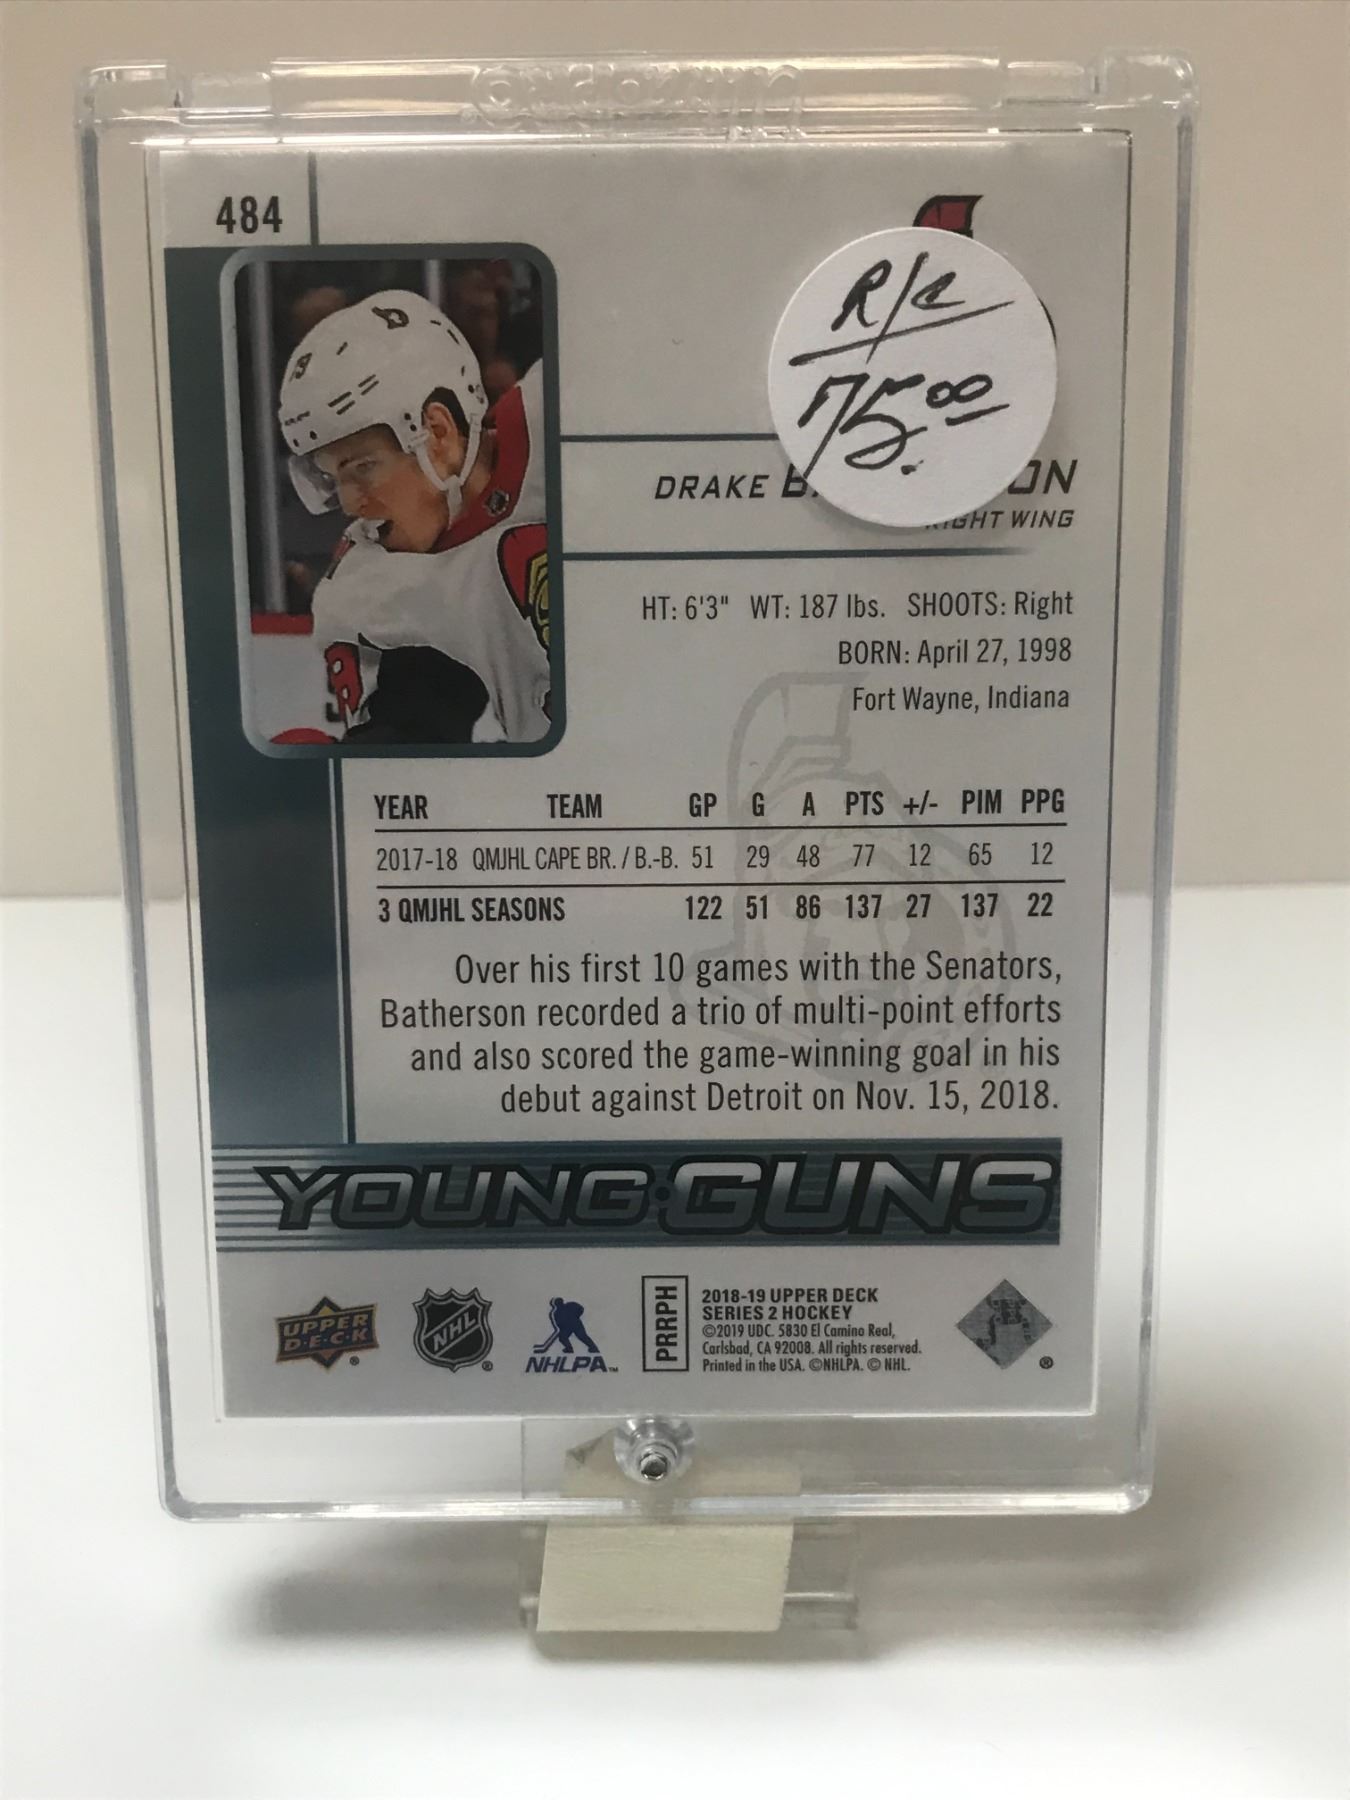 ultra·pro
484
R/C
75.00
DRAKE B ON
RIGHT WING
HT: 6'3" WT: 187 lbs. SHOOTS: Right
BORN: April 27, 1998
Fort Wayne, Indiana
YEAR TEAM GP G A PTS +/- PIM PPG
2017-18 QMJHL CAPE BR. / B.-B. 51 29 48 77 12 65 12
3 QMJHL SEASONS 122 51 86 137 27 137 22
Over his first 10 games with the Senators,
Batherson recorded a trio of multi-point efforts
and also scored the game-winning goal in his
debut against Detroit on Nov. 15, 2018.
YOUNG·GUNS
UPPER
D·E·C·K
®
NHL
®
NHLPA™
PRRPH
2018-19 UPPER DECK
SERIES 2 HOCKEY
©2019 UDC. 5830 El Camino Real,
Carlsbad, CA 92008. All rights reserved.
Printed in the USA. ©NHLPA. © NHL.
®